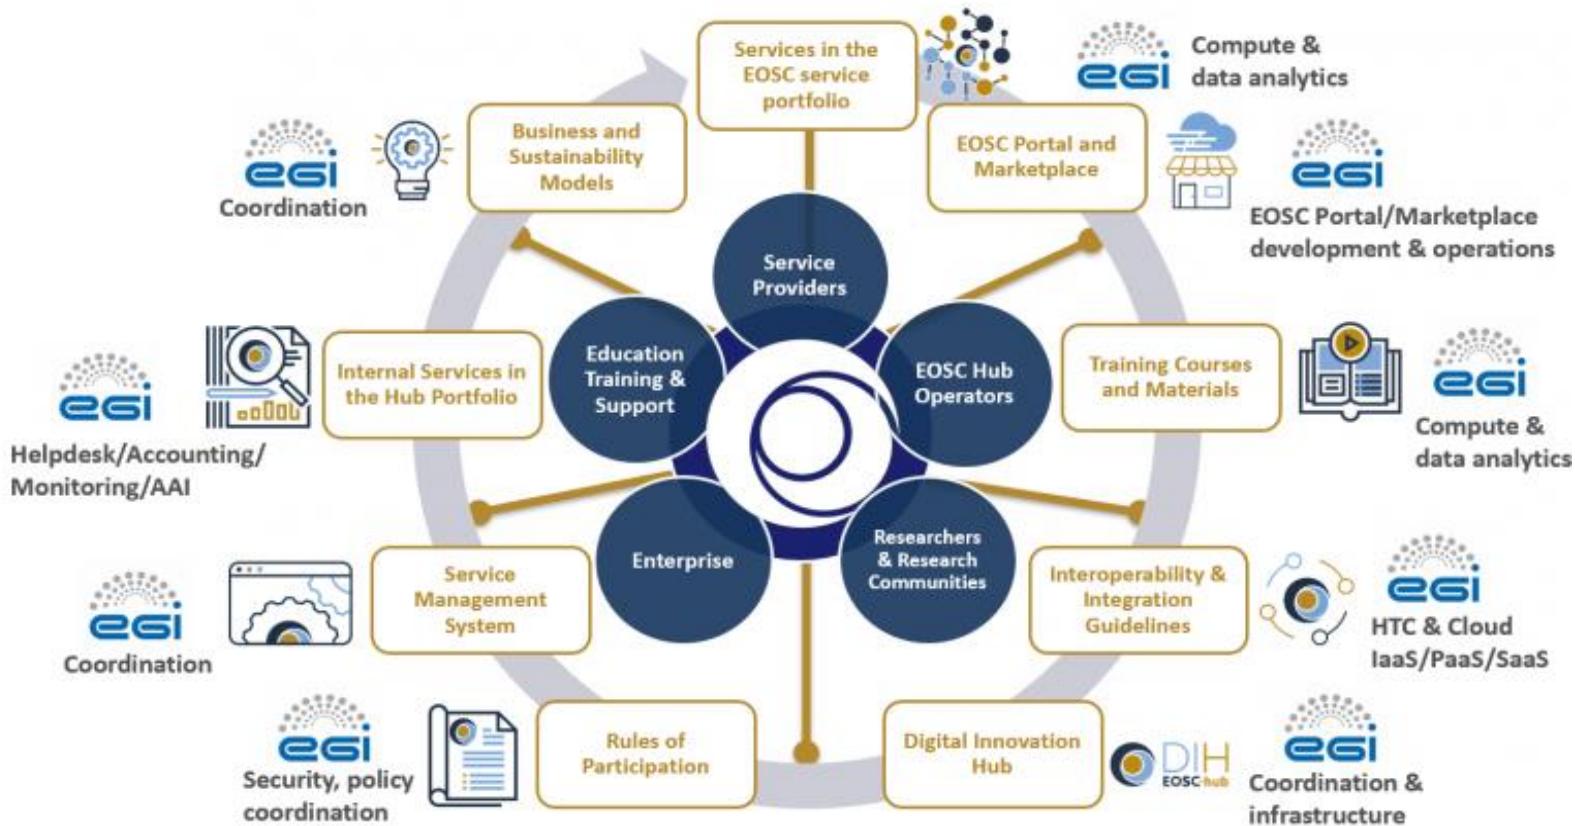 Services in the
EOSC service
portfolio
egi
Compute &
data analytics
Business and
Sustainability
Models
egi
Coordination
EOSC Portal and
Marketplace
egi
EOSC Portal/Marketplace
development & operations
Service
Providers
Internal Services in
the Hub Portfolio
egi
Helpdesk/Accounting/
Monitoring/AAI
Education
Training &
Support
EOSC Hub
Operators
Training Courses
and Materials
egi
Compute &
data analytics
Service
Management
System
egi
Coordination
Enterprise
Researchers
& Research
Communities
Interoperability &
Integration
Guidelines
egi
HTC & Cloud
IaaS/PaaS/SaaS
Rules of
Participation
egi
Security, policy
coordination
Digital Innovation
Hub
DIH
EOSC-hub
egi
Coordination &
infrastructure